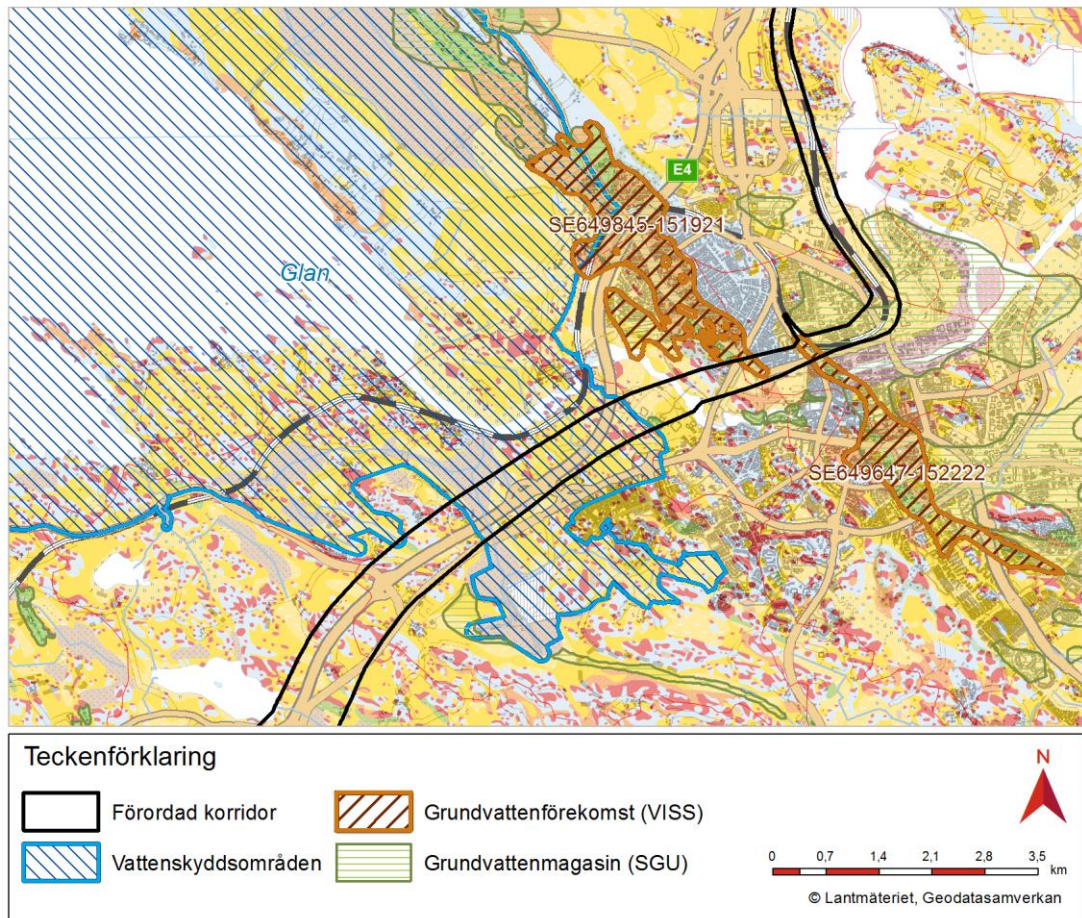 E4
SE649845-151921
Glan
SE649647-152222
Teckenförklaring
Förordad korridor
Grundvattenförekomst (VISS)
Vattenskyddsområden
Grundvattenmagasin (SGU)
N
0 0,7 1,4 2,1 2,8 3,5
km
© Lantmäteriet, Geodatasamverkan